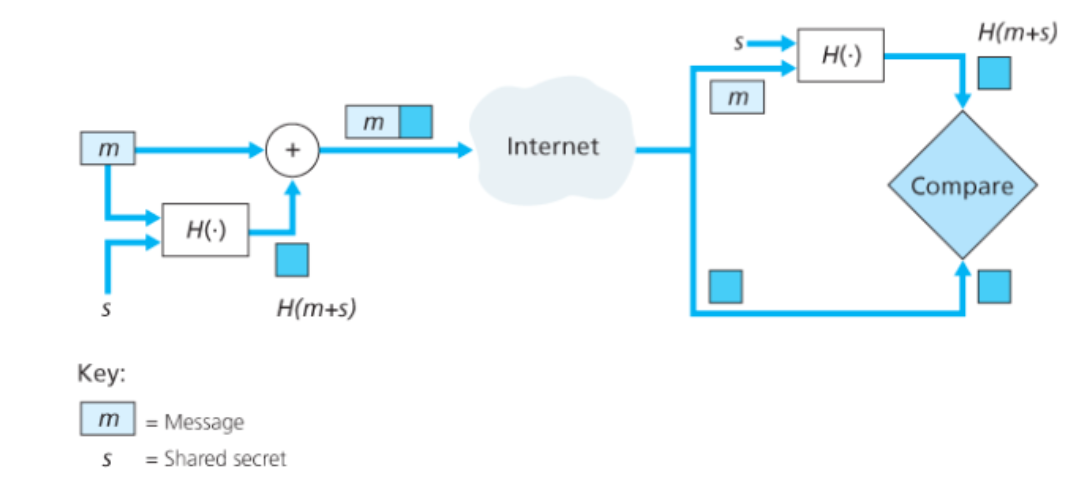 m
s
H(·)
H(m+s)
+
m
Internet
s
m
H(·)
H(m+s)
Compare
Key:
m = Message
s = Shared secret